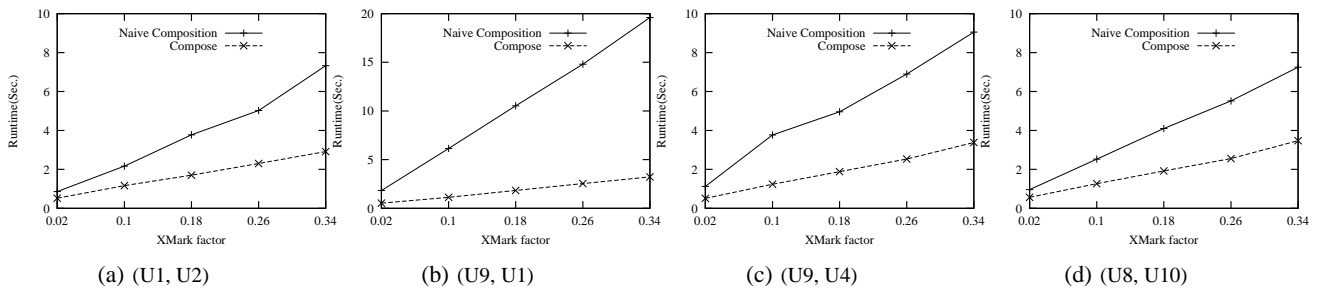 10
8
6
4
2
0
0.02 0.1 0.18 0.26 0.34
Runtime(Sec.)
XMark factor
Naive Composition
Compose
(a) (U1, U2)
20
15
10
5
0
0.02 0.1 0.18 0.26 0.34
Runtime(Sec.)
XMark factor
Naive Composition
Compose
(b) (U9, U1)
10
8
6
4
2
0
0.02 0.1 0.18 0.26 0.34
Runtime(Sec.)
XMark factor
Naive Composition
Compose
(c) (U9, U4)
10
8
6
4
2
0
0.02 0.1 0.18 0.26 0.34
Runtime(Sec.)
XMark factor
Naive Composition
Compose
(d) (U8, U10)